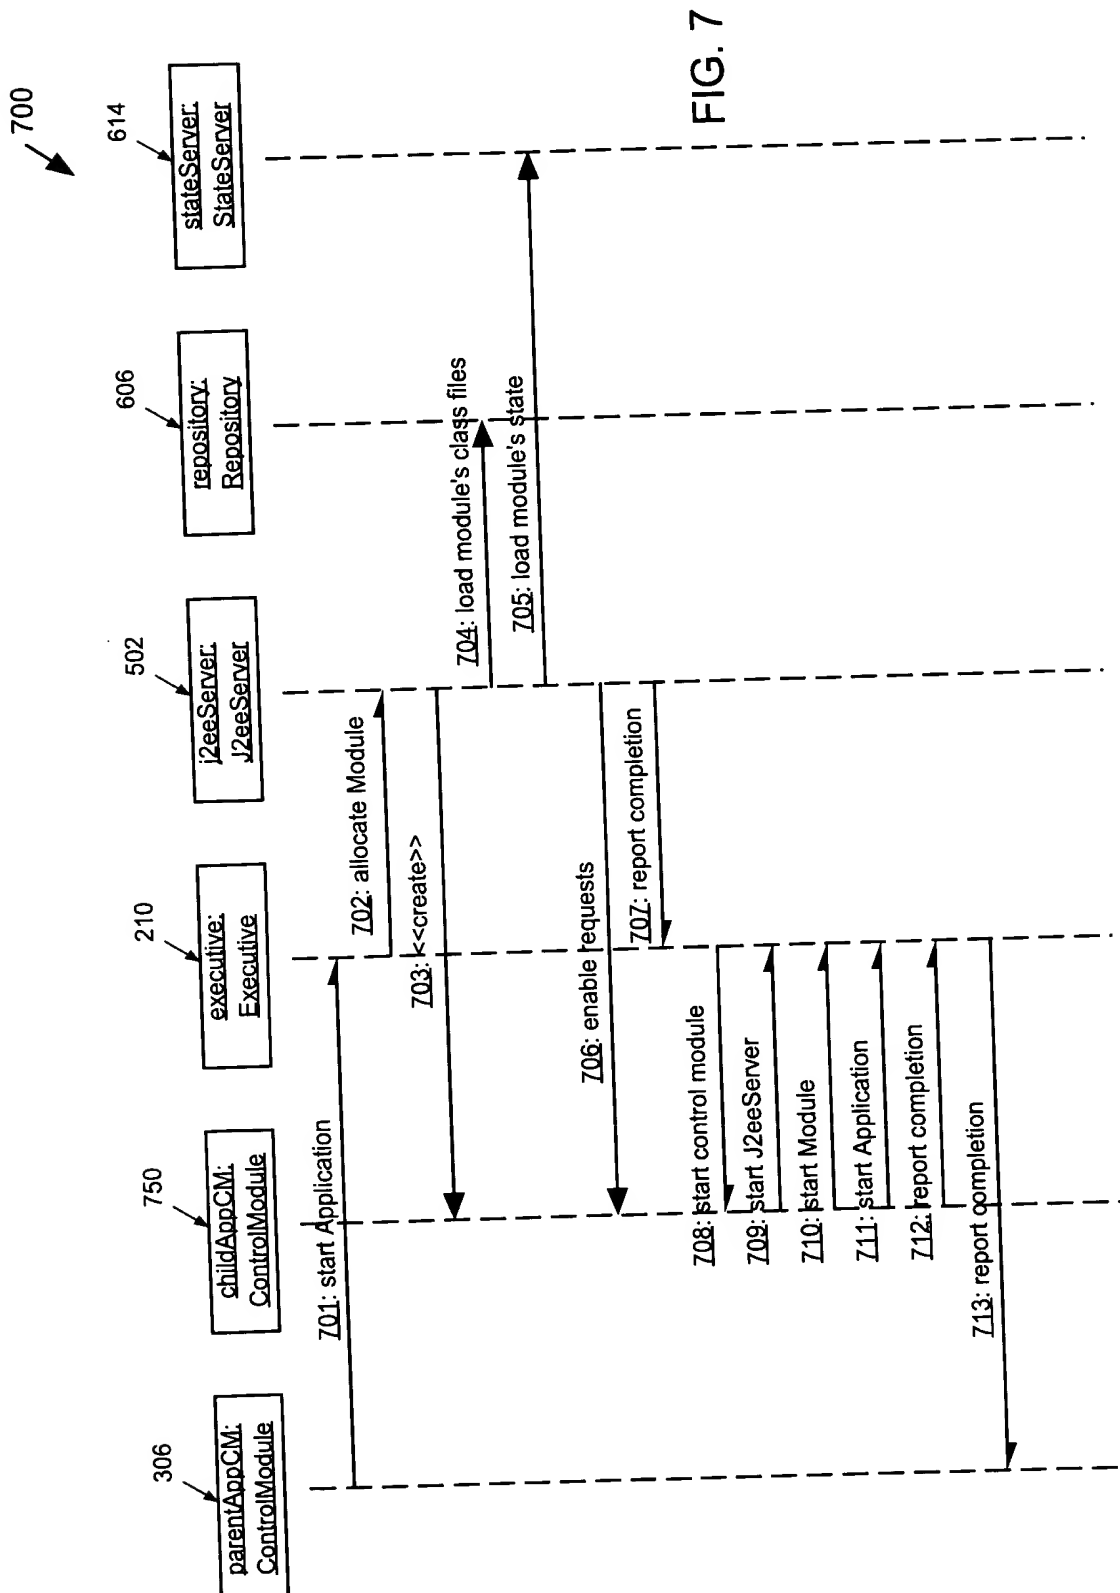 700
306
parentAppCM:
ControlModule
750
childAppCM:
ControlModule
210
executive:
Executive
502
j2eeServer:
J2eeServer
606
repository:
Repository
614
stateServer:
StateServer
701: start Application
702: allocate Module
703: <<create>>
704: load module's class files
705: load module's state
706: enable requests
707: report completion
708: start control module
709: start J2eeServer
710: start Module
711: start Application
712: report completion
713: report completion
FIG. 7